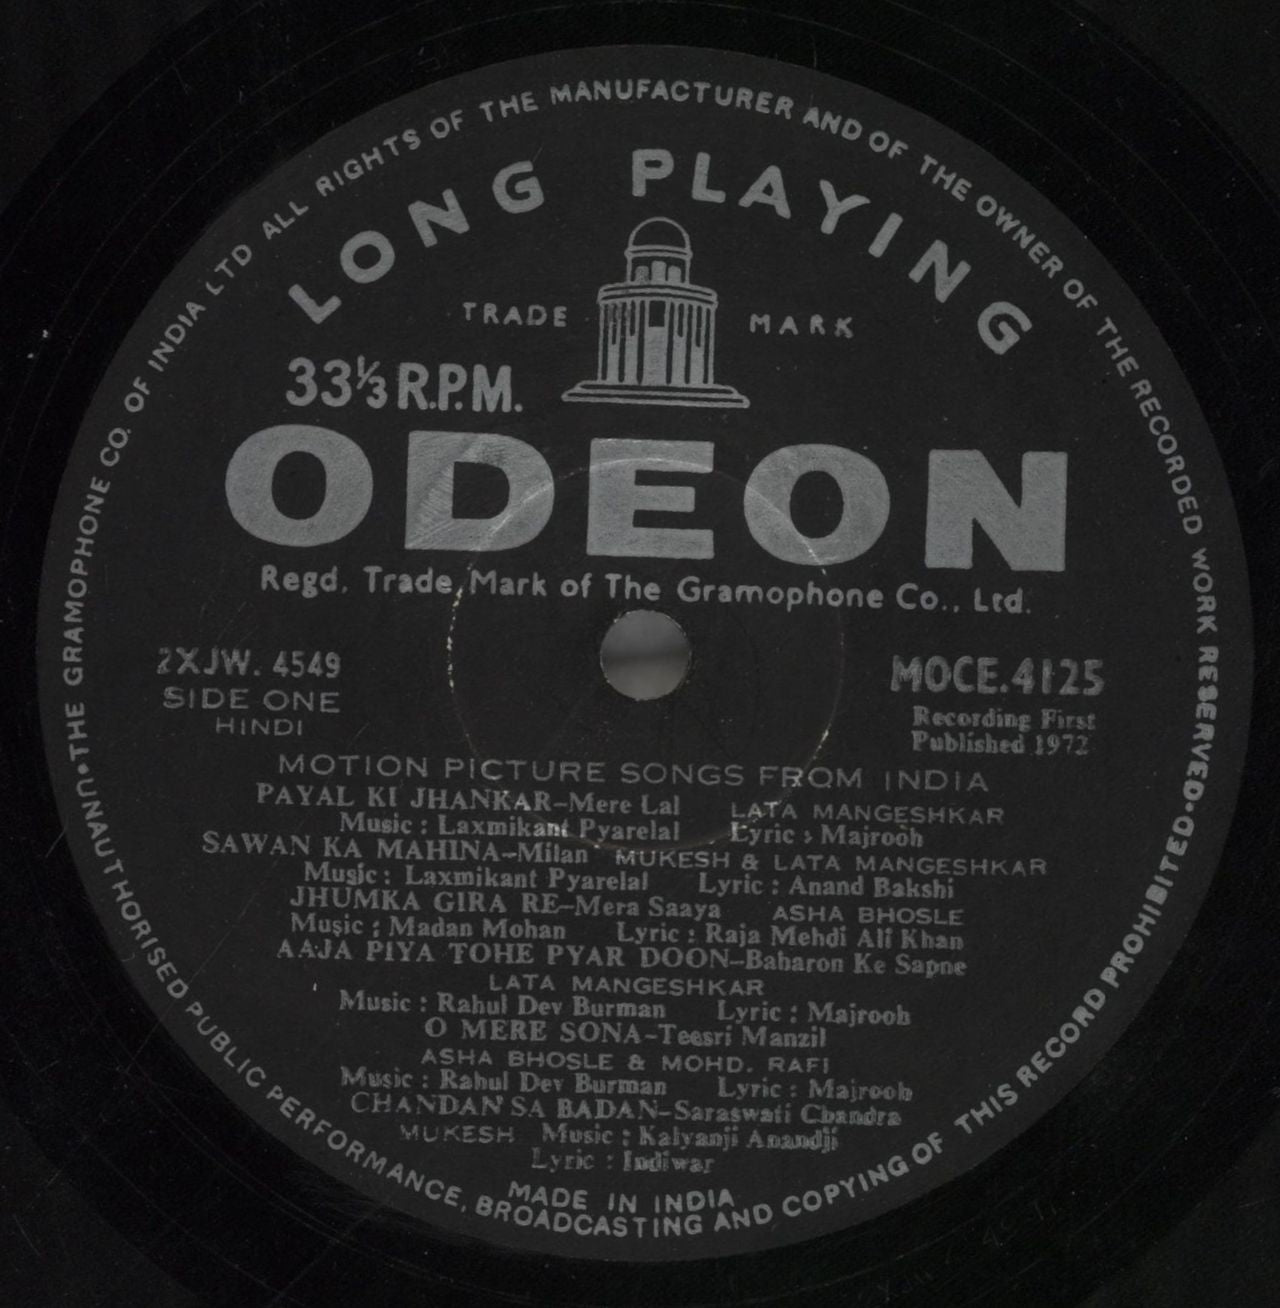 THE GRAMOPHONE CO. OF INDIA LTD ALL RIGHTS OF THE MANUFACTURER AND OF THE OWNER OF THE RECORDED WORK RESERVED • UNAUTHORISED PUBLIC PERFORMANCE, BROADCASTING AND COPYING OF THIS RECORD PROHIBITED •
LONG PLAYING
TRADE MARK
33⅓ R.P.M.
ODEON
Regd. Trade Mark of The Gramophone Co., Ltd.
2XJW. 4549
SIDE ONE
HINDI
MOCE.4125
Recording First
Published 1972
MOTION PICTURE SONGS FROM INDIA
PAYAL KI JHANKAR–Mere Lal LATA MANGESHKAR
Music : Laxmikant Pyarelal Lyric : Majrooh
SAWAN KA MAHINA–Milan MUKESH & LATA MANGESHKAR
Music : Laxmikant Pyarelal Lyric : Anand Bakshi
JHUMKA GIRA RE–Mera Saaya ASHA BHOSLE
Music : Madan Mohan Lyric : Raja Mehdi Ali Khan
AAJA PIYA TOHE PYAR DOON–Baharon Ke Sapne
LATA MANGESHKAR
Music : Rahul Dev Burman Lyric : Majrooh
O MERE SONA–Teesri Manzil
ASHA BHOSLE & MOHD. RAFI
Music : Rahul Dev Burman Lyric : Majrooh
CHANDAN SA BADAN–Saraswati Chandra
MUKESH Music : Kalyanji Anandji
Lyric : Indiwar
MADE IN INDIA